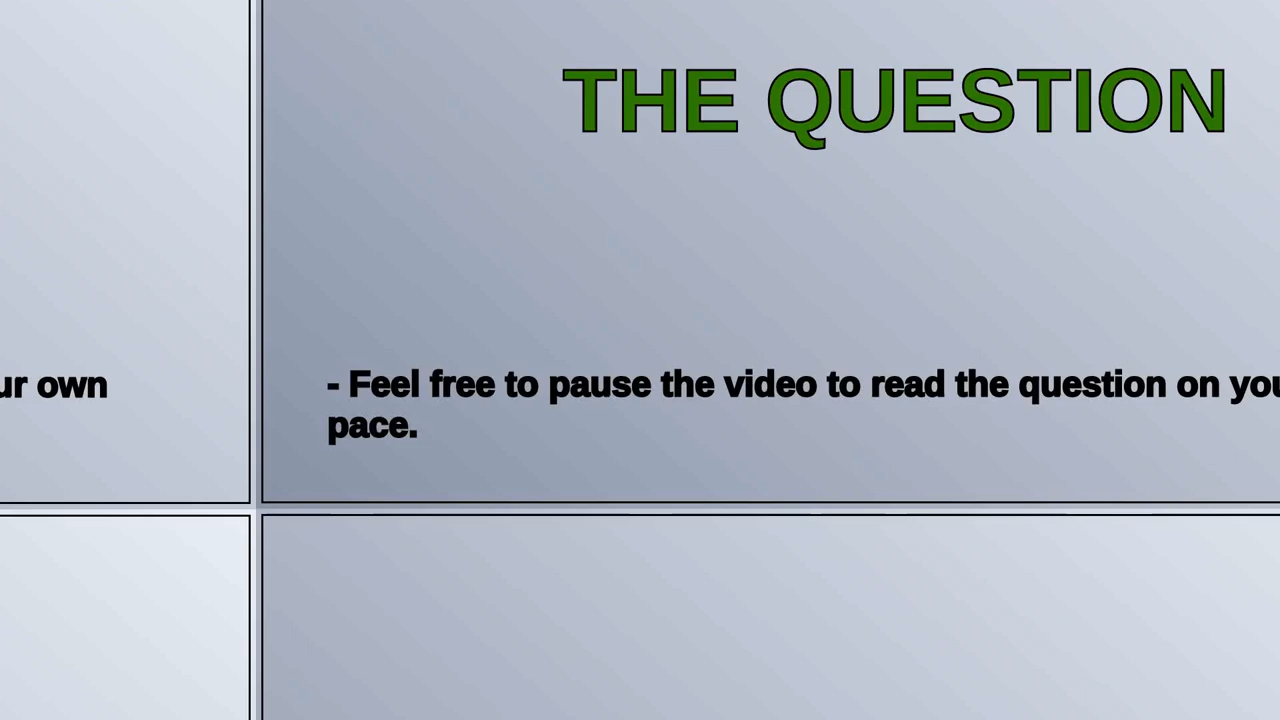 THE QUESTION
ur own
- Feel free to pause the video to read the question on you
pace.